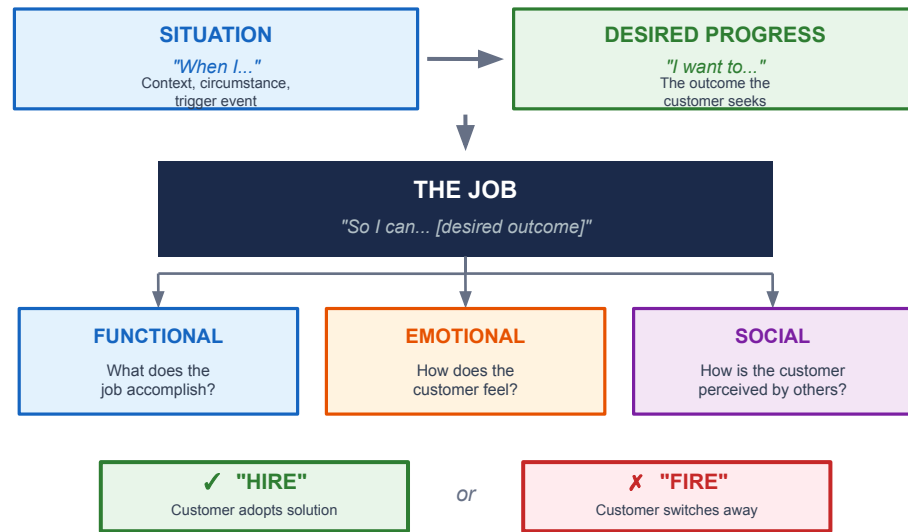 SITUATION
"When I..."
Context, circumstance,
trigger event
DESIRED PROGRESS
"I want to..."
The outcome the
customer seeks
THE JOB
"So I can... [desired outcome]"
FUNCTIONAL
What does the
job accomplish?
EMOTIONAL
How does the
customer feel?
SOCIAL
How is the customer
perceived by others?
✓ "HIRE"
Customer adopts solution
or
✗ "FIRE"
Customer switches away